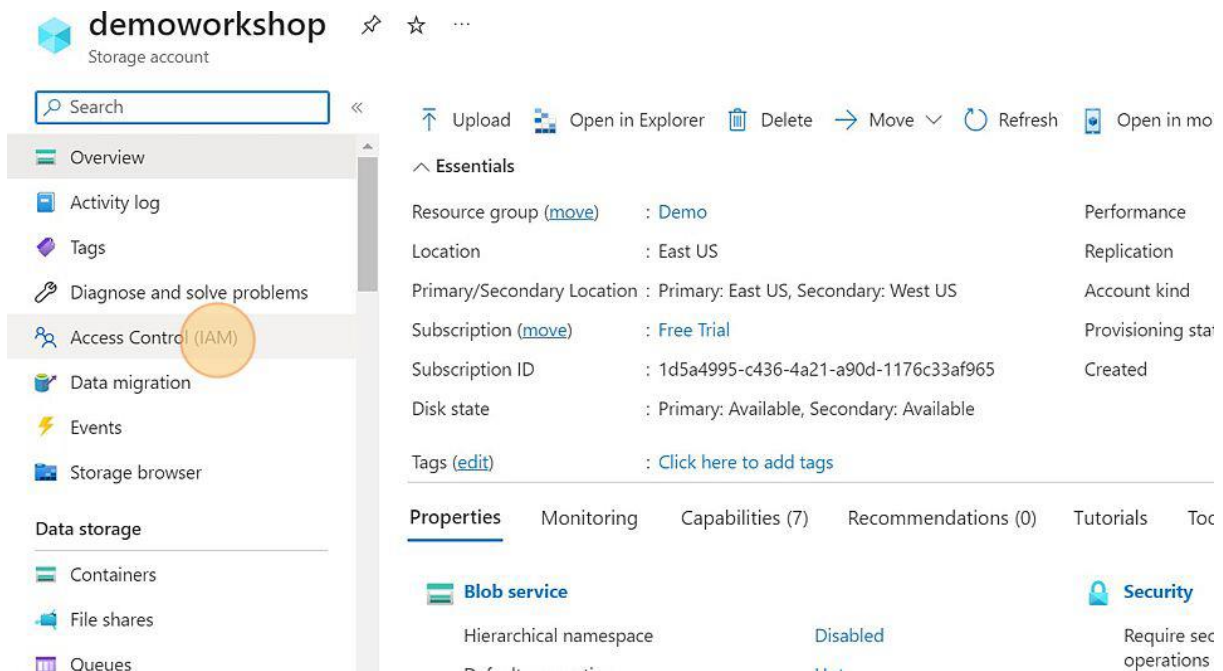 demoworkshop
Storage account
Search
Overview
Activity log
Tags
Diagnose and solve problems
Access Control (IAM)
Data migration
Events
Storage browser
Data storage
Containers
File shares
Queues
Upload Open in Explorer Delete Move Refresh Open in mo
Essentials
Resource group (move) : Demo
Location : East US
Primary/Secondary Location : Primary: East US, Secondary: West US
Subscription (move) : Free Trial
Subscription ID : 1d5a4995-c436-4a21-a90d-1176c33af965
Disk state : Primary: Available, Secondary: Available
Tags (edit) : Click here to add tags
Performance
Replication
Account kind
Provisioning stat
Created
Properties Monitoring Capabilities (7) Recommendations (0) Tutorials Too
Blob service
Hierarchical namespace Disabled
Security
Require sec
operations